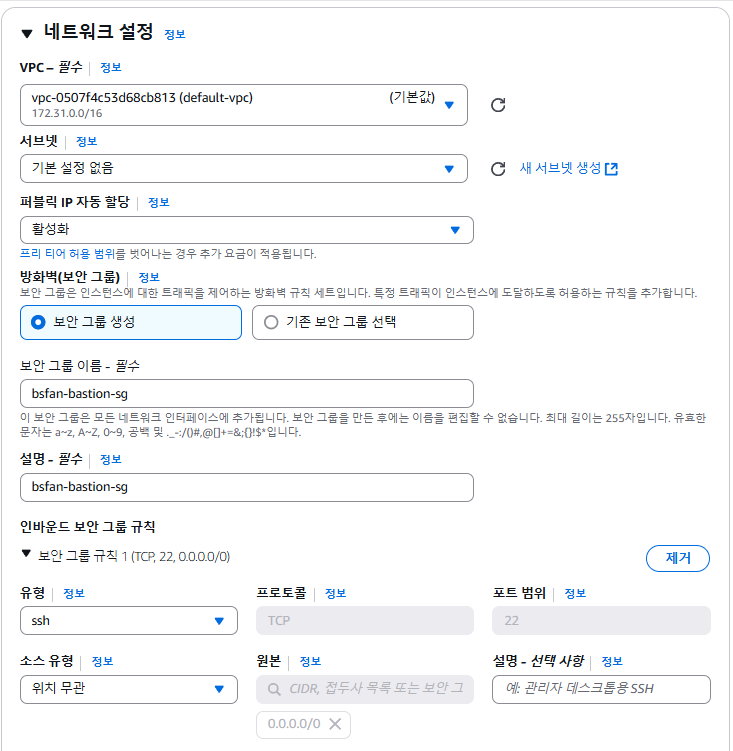 네트워크 설정 정보
VPC – 필수 정보
vpc-0507f4c53d68cb813 (default-vpc) (기본값)
172.31.0.0/16
서브넷 정보
기본 설정 없음
새 서브넷 생성
퍼블릭 IP 자동 할당 정보
활성화
프리 티어 허용 범위를 벗어나는 경우 추가 요금이 적용됩니다.
방화벽(보안 그룹) 정보
보안 그룹은 인스턴스에 대한 트래픽을 제어하는 방화벽 규칙 세트입니다. 특정 트래픽이 인스턴스에 도달하도록 허용하는 규칙을 추가합니다.
보안 그룹 생성 기존 보안 그룹 선택
보안 그룹 이름 - 필수
bsfan-bastion-sg
이 보안 그룹은 모든 네트워크 인터페이스에 추가됩니다. 보안 그룹을 만든 후에는 이름을 편집할 수 없습니다. 최대 길이는 255자입니다. 유효한
문자는 a~z, A~Z, 0~9, 공백 및 ._-:/()#,@[]+=&;{}!$*입니다.
설명 - 필수 정보
bsfan-bastion-sg
인바운드 보안 그룹 규칙
보안 그룹 규칙 1 (TCP, 22, 0.0.0.0/0) 제거
유형 정보 프로토콜 정보 포트 범위 정보
ssh TCP 22
소스 유형 정보 원본 정보 설명 - 선택 사항 정보
위치 무관 CIDR, 접두사 목록 또는 보안 그 예: 관리자 데스크톱용 SSH
0.0.0.0/0